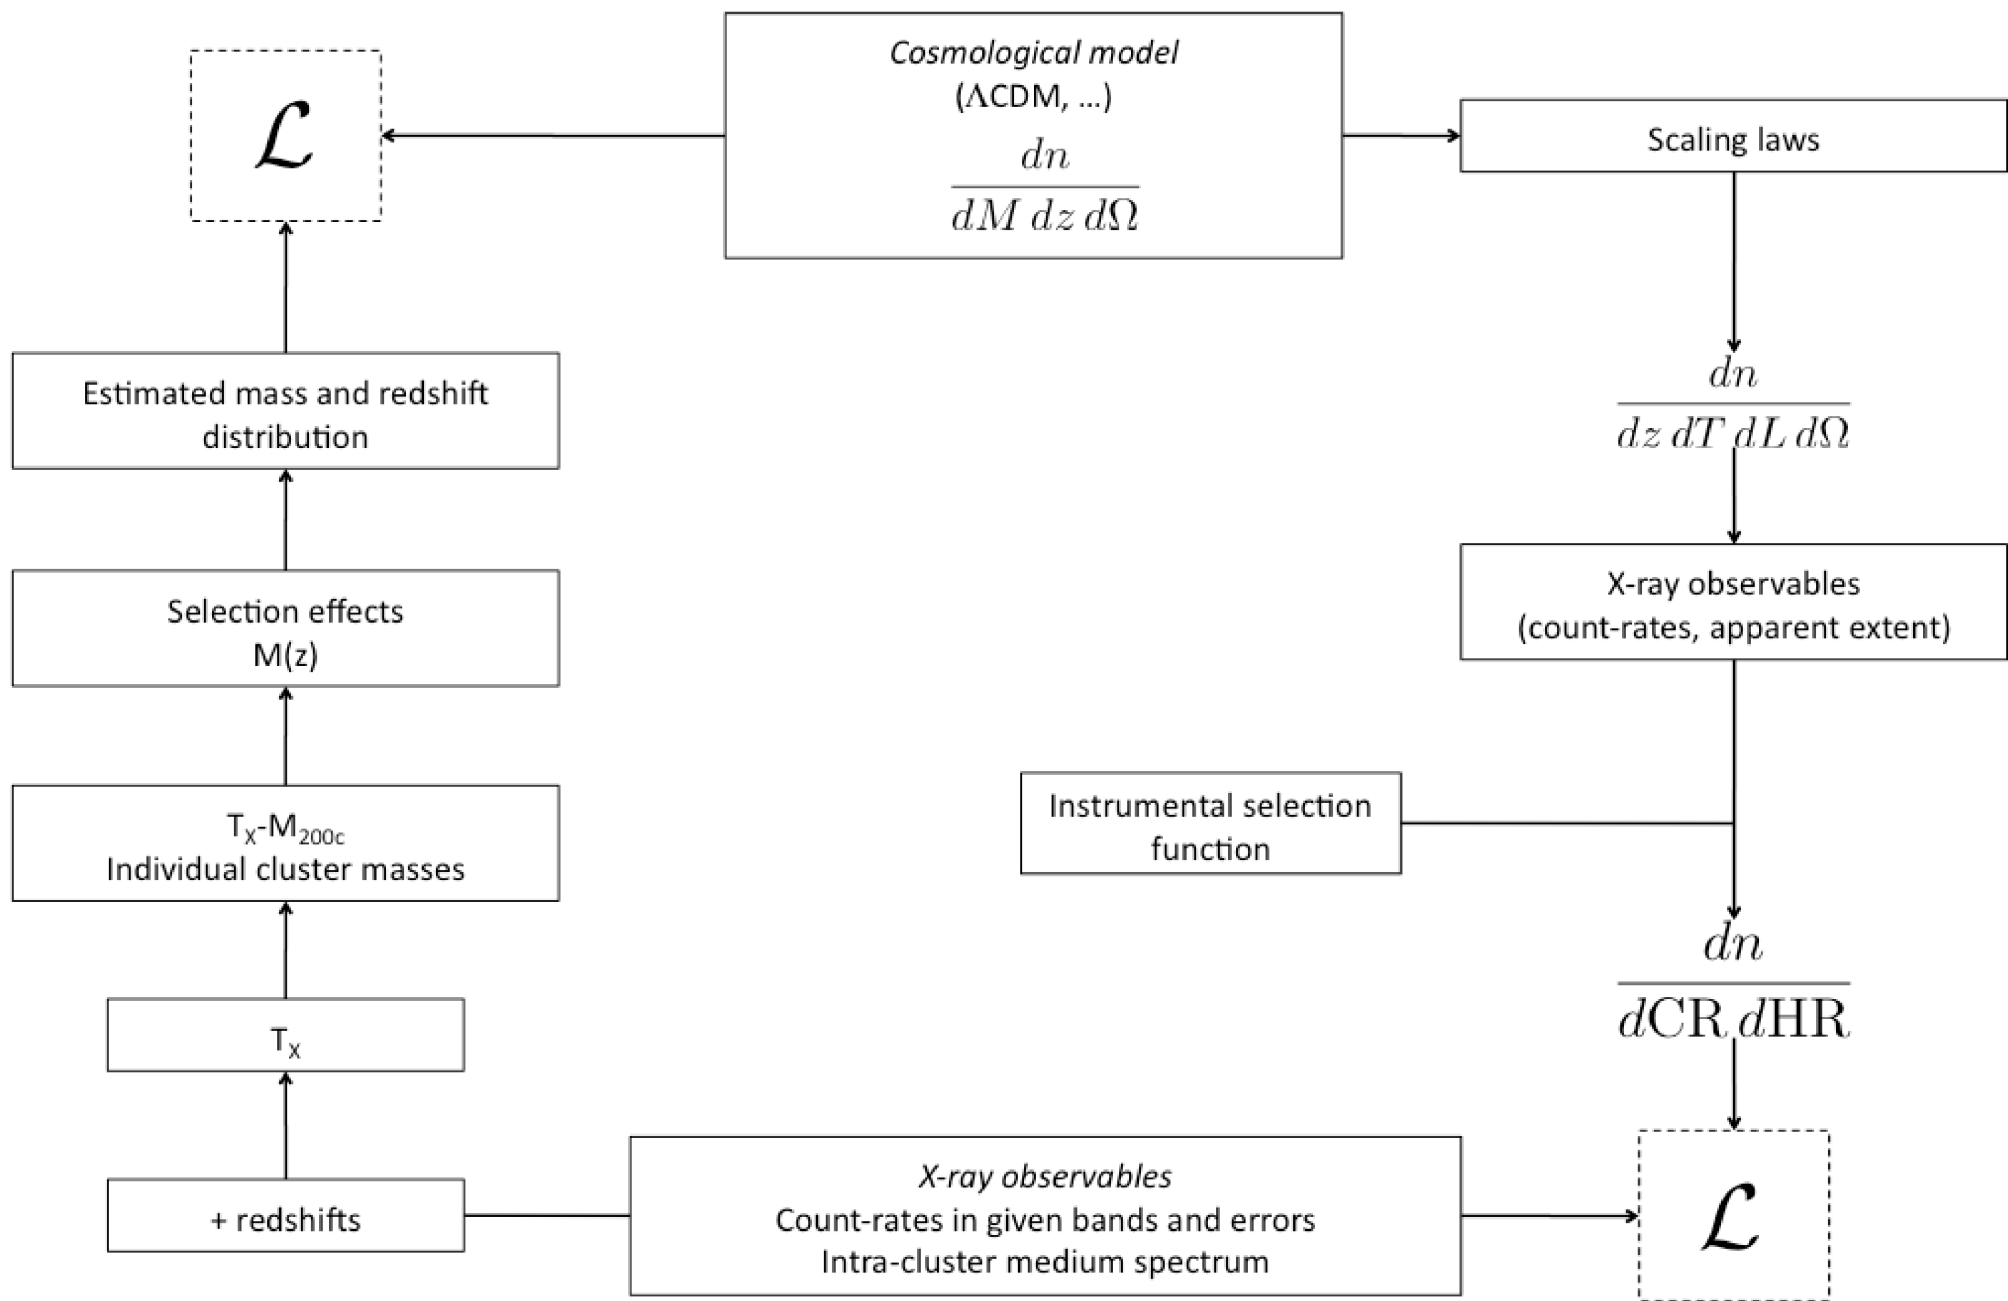 ℒ
Cosmological model
(ΛCDM, ...)
dn
dM dz dΩ
Scaling laws
dn
dz dT dL dΩ
X-ray observables
(count-rates, apparent extent)
Instrumental selection
function
dn
dCR dHR
ℒ
Estimated mass and redshift
distribution
Selection effects
M(z)
Tₓ-M200c
Individual cluster masses
Tₓ
+ redshifts
X-ray observables
Count-rates in given bands and errors
Intra-cluster medium spectrum